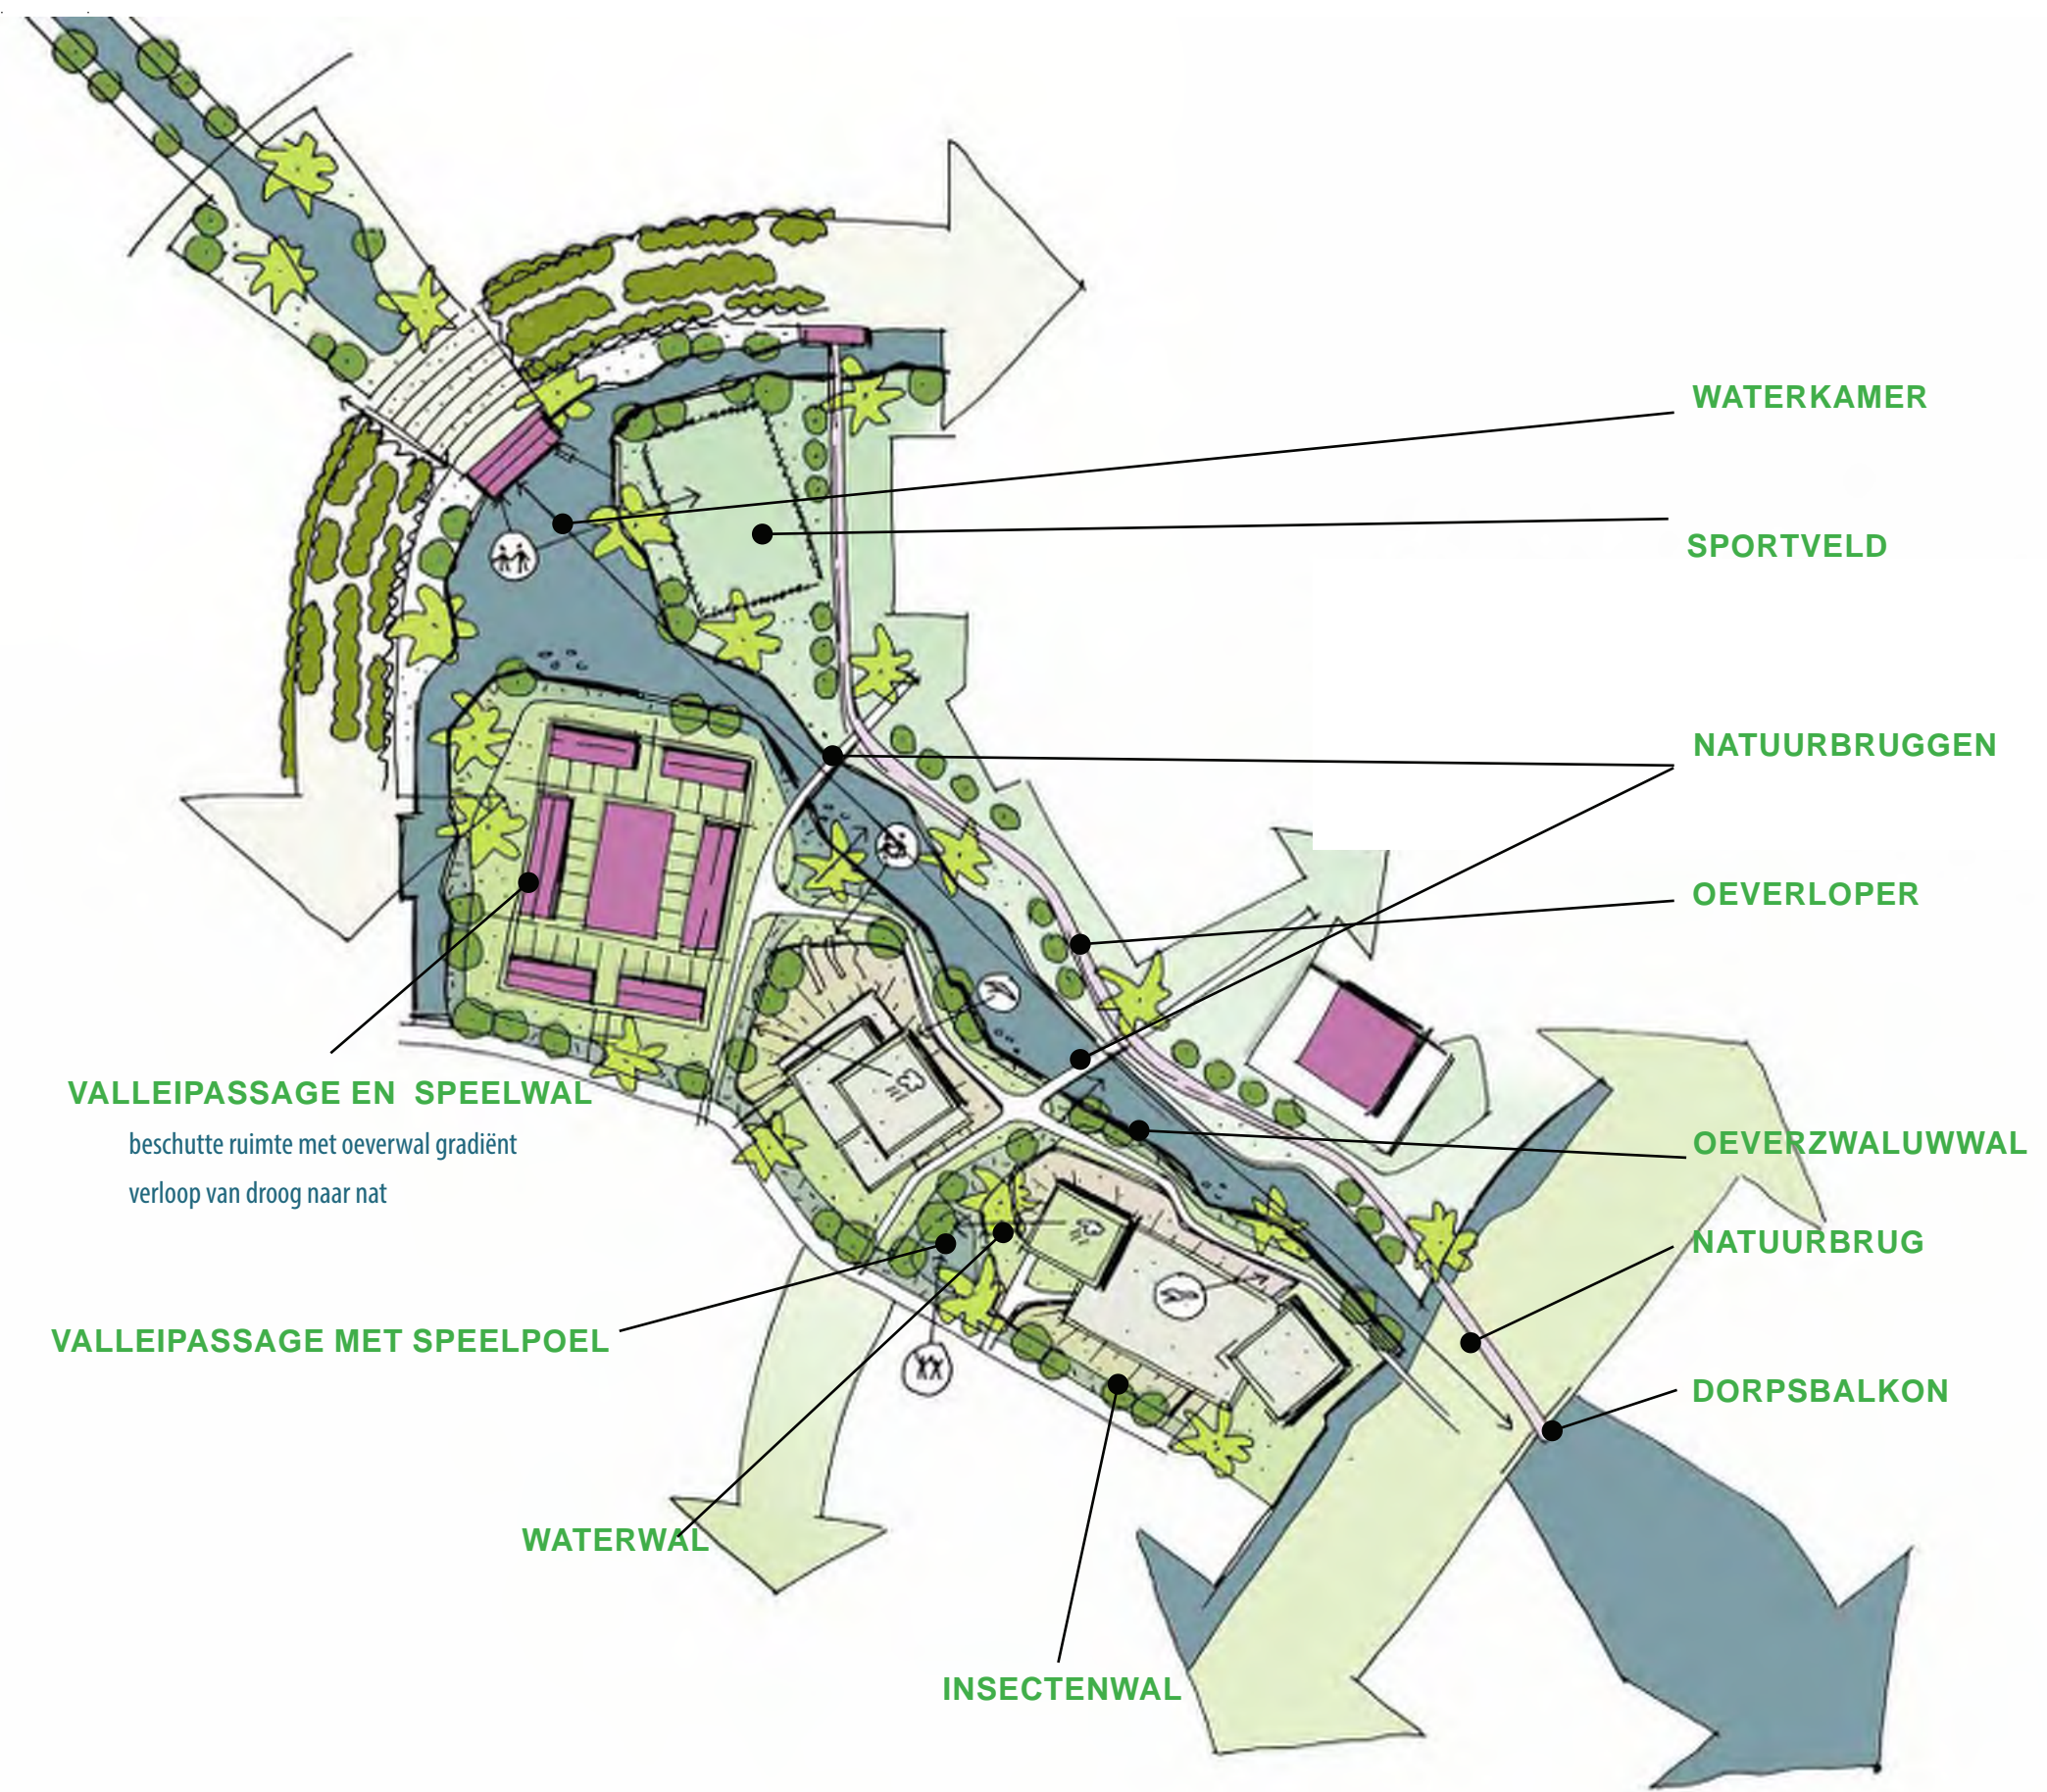 WATERKAMER
SPORTVELD
NATUURBRUGGEN
OEVERLOPER
VALLEIPASSAGE EN SPEELWAL
beschutte ruimte met oeverwal gradiënt
verloop van droog naar nat
OEVERZWALUWWAL
NATUURBRUG
VALLEIPASSAGE MET SPEELPOEL
DORPSBALKON
WATERWAL
INSECTENWAL